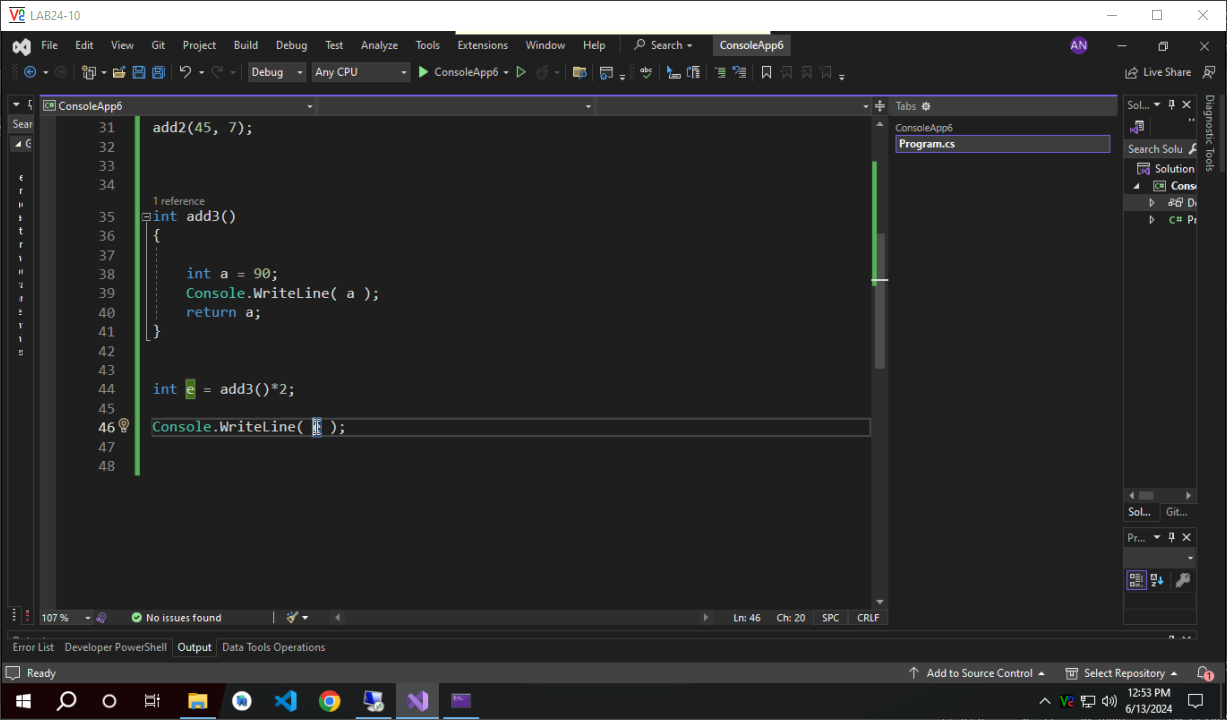 LAB24-10
File Edit View Git Project Build Debug Test Analyze Tools Extensions Window Help Search ConsoleApp6 AN
Debug Any CPU ConsoleApp6 Live Share
ConsoleApp6
Tabs
ConsoleApp6
Program.cs
31 add2(45, 7);
32
33
34
1 reference
35 int add3()
36 {
37
38 int a = 90;
39 Console.WriteLine( a );
40 return a;
41 }
42
43
44 int e = add3()*2;
45
46 Console.WriteLine( e );
47
48
107 % No issues found Ln: 46 Ch: 20 SPC CRLF
Sear
Sol...
Search Solu
Solution
Cons
De
C# Pr
Sol... Git...
Pr...
Diagnostic Tools
Error List Developer PowerShell Output Data Tools Operations
Ready Add to Source Control Select Repository 1
12:53 PM
6/13/2024